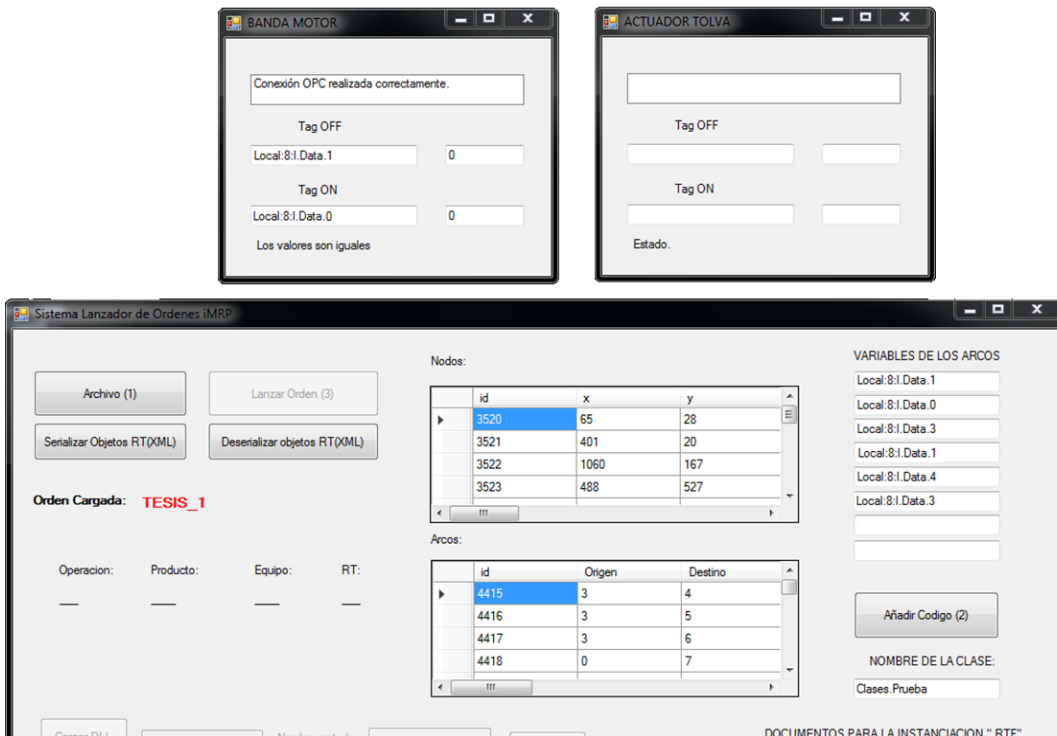 BANDA MOTOR
Conexión OPC realizada correctamente.
Tag OFF
Local:8:I.Data.1 0
Tag ON
Local:8:I.Data.0 0
Los valores son iguales
ACTUADOR TOLVA
Tag OFF
Tag ON
Estado.
Sistema Lanzador de Ordenes iMRP
Archivo (1) Lanzar Orden (3)
Serializar Objetos RT(XML) Deserializar objetos RT(XML)
Orden Cargada: TESIS_1
Operacion: Producto: Equipo: RT:
Nodos:
id x y
3520 65 28
3521 401 20
3522 1060 167
3523 488 527
Arcos:
id Origen Destino
4415 3 4
4416 3 5
4417 3 6
4418 0 7
VARIABLES DE LOS ARCOS
Local:8:I.Data.1
Local:8:I.Data.0
Local:8:I.Data.3
Local:8:I.Data.1
Local:8:I.Data.4
Local:8:I.Data.3
Añadir Codigo (2)
NOMBRE DE LA CLASE:
Clases.Prueba
DOCUMENTOS PARA LA INSTANCIACION ".RTF"